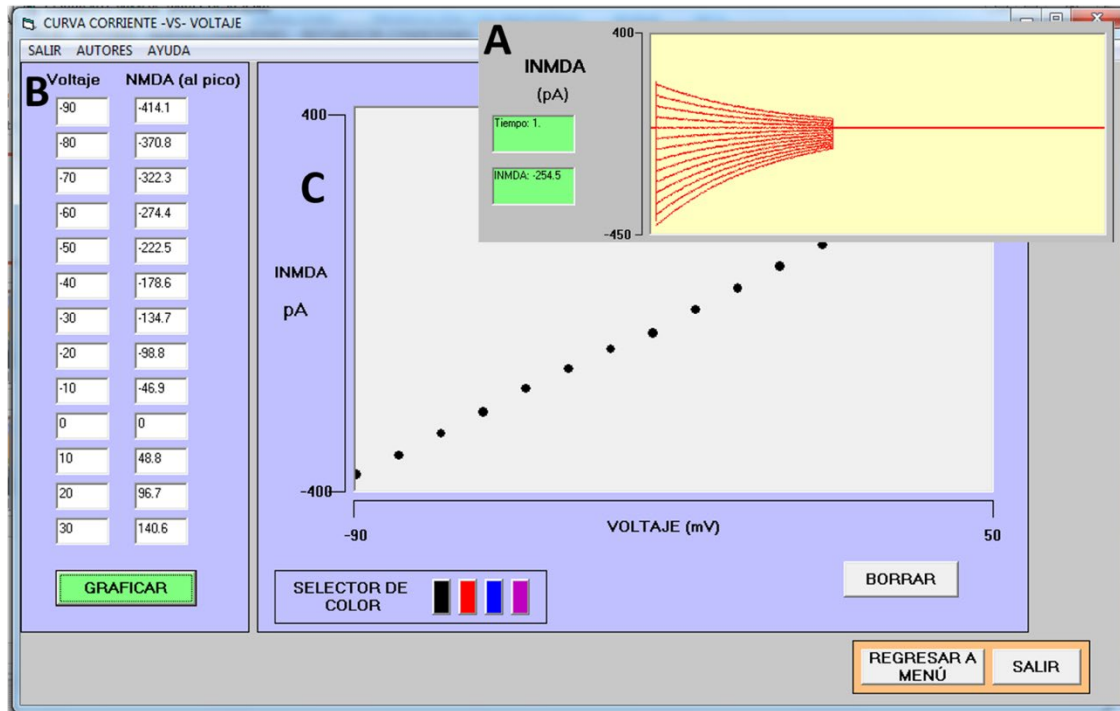 CURVA CORRIENTE -VS- VOLTAJE
SALIR AUTORES AYUDA
A
INMDA
(pA)
Tiempo: 1.
INMDA: -254.5
400
-450
B
Voltaje NMDA (al pico)
-90 -414.1
-80 -370.8
-70 -322.3
-60 -274.4
-50 -222.5
-40 -178.6
-30 -134.7
-20 -98.8
-10 -46.9
0 0
10 48.8
20 96.7
30 140.6
GRAFICAR
C
400
INMDA
pA
-400
-90 VOLTAJE (mV) 50
SELECTOR DE
COLOR
BORRAR
REGRESAR A
MENÚ
SALIR